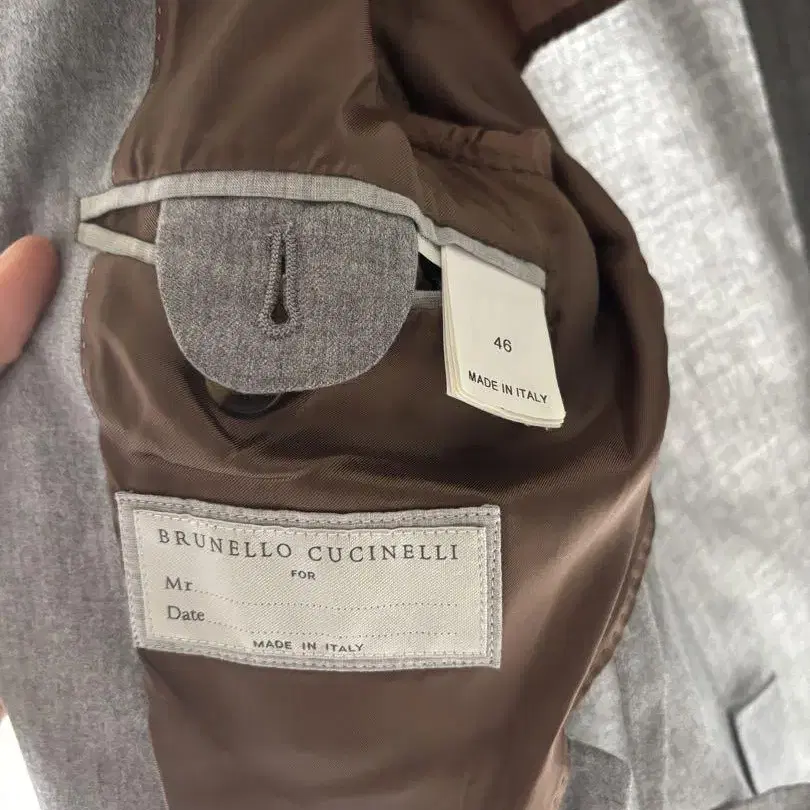 46
MADE IN ITALY
BRUNELLO CUCINELLI
FOR
Mr
Date
MADE IN ITALY